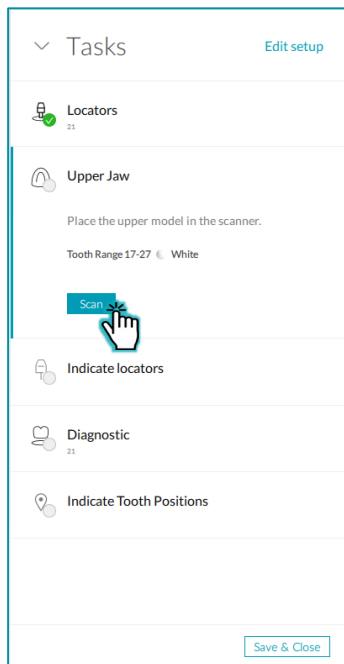 Tasks
Edit setup
Locators
21
Upper Jaw
Place the upper model in the scanner.
Tooth Range 17-27 White
Scan
Indicate locators
Diagnostic
21
Indicate Tooth Positions
Save & Close